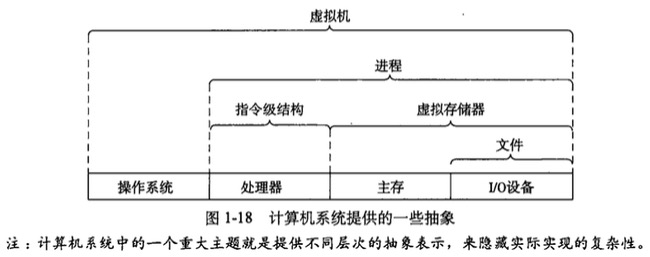 虚拟机
进程
指令级结构 虚拟存储器
文件
操作系统 处理器 主存 I/O设备
图 1-18 计算机系统提供的一些抽象
注：计算机系统中的一个重大主题就是提供不同层次的抽象表示，来隐藏实际实现的复杂性。